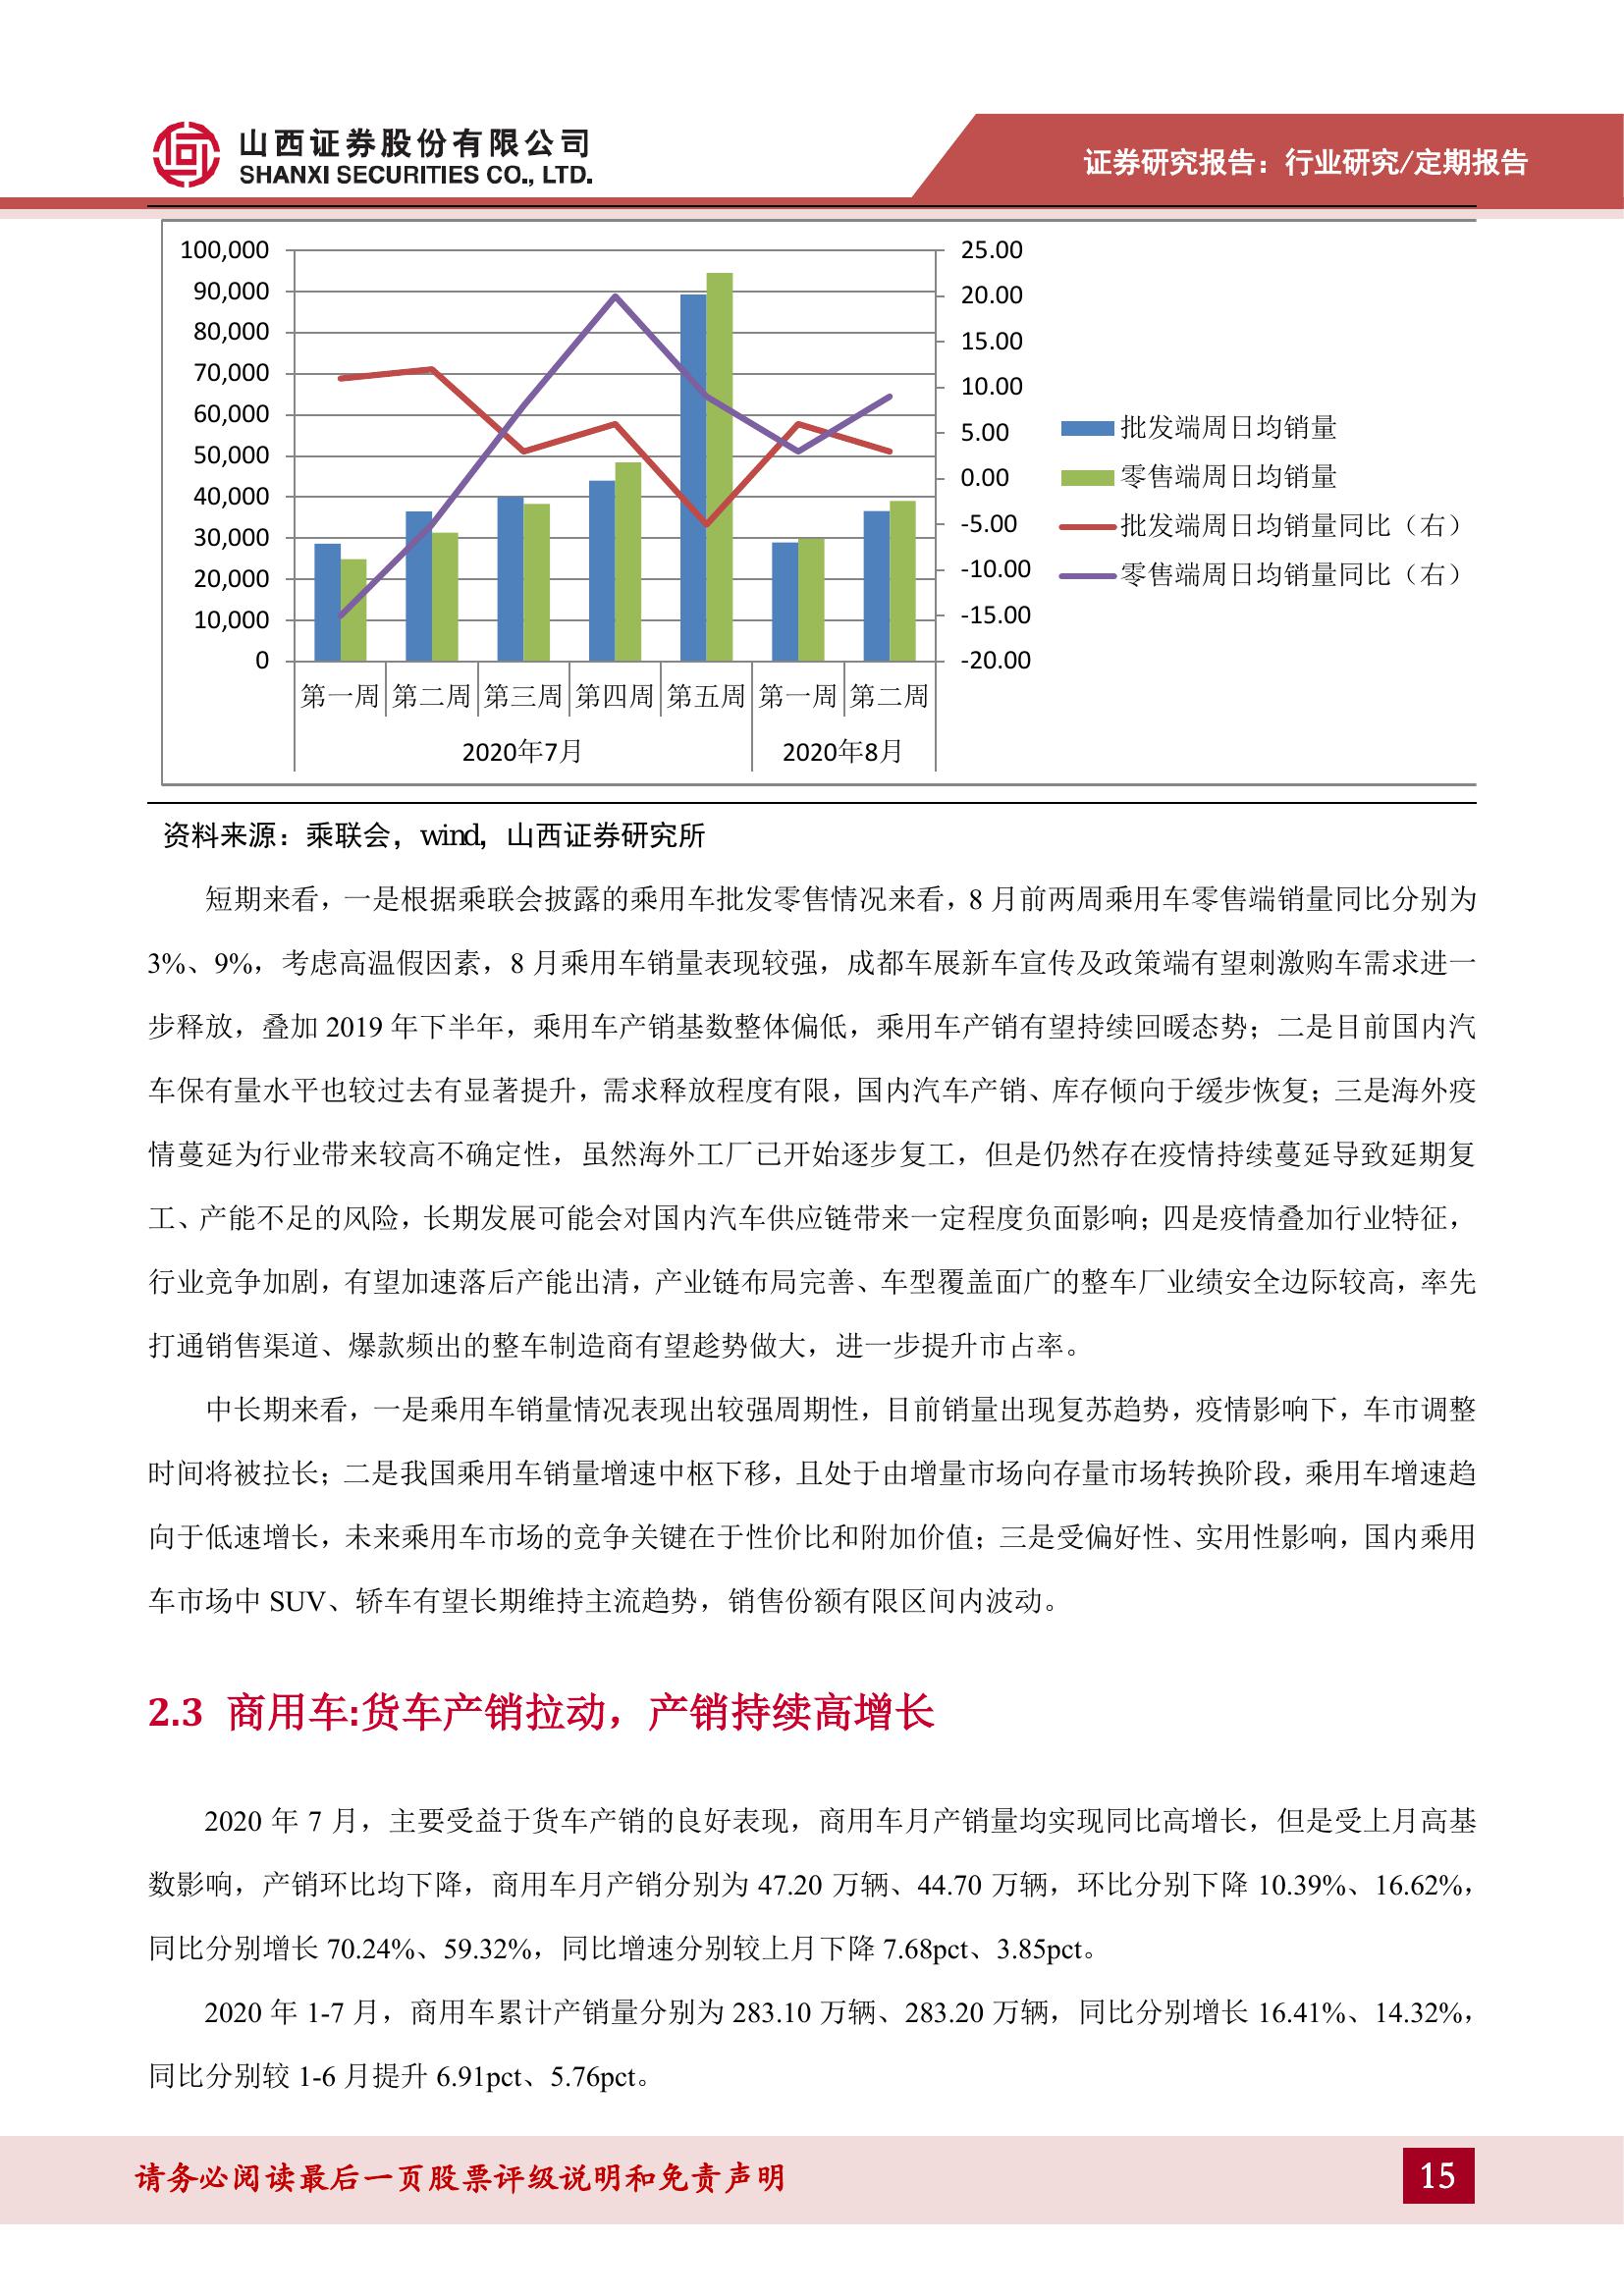 山西证券股份有限公司
SHANXI SECURITIES CO., LTD.
证券研究报告：行业研究/定期报告
100,000
90,000
80,000
70,000
60,000
50,000
40,000
30,000
20,000
10,000
0
25.00
20.00
15.00
10.00
5.00
0.00
-5.00
-10.00
-15.00
-20.00
批发端周日均销量
零售端周日均销量
批发端周日均销量同比（右）
零售端周日均销量同比（右）
第一周 第二周 第三周 第四周 第五周 第一周 第二周
2020年7月 2020年8月
资料来源：乘联会，wind，山西证券研究所
短期来看，一是根据乘联会披露的乘用车批发零售情况来看，8 月前两周乘用车零售端销量同比分别为
3%、9%，考虑高温假因素，8 月乘用车销量表现较强，成都车展新车宣传及政策端有望刺激购车需求进一
步释放，叠加 2019 年下半年，乘用车产销基数整体偏低，乘用车产销有望持续回暖态势；二是目前国内汽
车保有量水平也较过去有显著提升，需求释放程度有限，国内汽车产销、库存倾向于缓步恢复；三是海外疫
情蔓延为行业带来较高不确定性，虽然海外工厂已开始逐步复工，但是仍然存在疫情持续蔓延导致延期复
工、产能不足的风险，长期发展可能会对国内汽车供应链带来一定程度负面影响；四是疫情叠加行业特征，
行业竞争加剧，有望加速落后产能出清，产业链布局完善、车型覆盖面广的整车厂业绩安全边际较高，率先
打通销售渠道、爆款频出的整车制造商有望趁势做大，进一步提升市占率。
中长期来看，一是乘用车销量情况表现出较强周期性，目前销量出现复苏趋势，疫情影响下，车市调整
时间将被拉长；二是我国乘用车销量增速中枢下移，且处于由增量市场向存量市场转换阶段，乘用车增速趋
向于低速增长，未来乘用车市场的竞争关键在于性价比和附加价值；三是受偏好性、实用性影响，国内乘用
车市场中 SUV、轿车有望长期维持主流趋势，销售份额有限区间内波动。
2.3 商用车:货车产销拉动，产销持续高增长
2020 年 7 月，主要受益于货车产销的良好表现，商用车月产销量均实现同比高增长，但是受上月高基
数影响，产销环比均下降，商用车月产销分别为 47.20 万辆、44.70 万辆，环比分别下降 10.39%、16.62%，
同比分别增长 70.24%、59.32%，同比增速分别较上月下降 7.68pct、3.85pct。
2020 年 1-7 月，商用车累计产销量分别为 283.10 万辆、283.20 万辆，同比分别增长 16.41%、14.32%，
同比分别较 1-6 月提升 6.91pct、5.76pct。
请务必阅读最后一页股票评级说明和免责声明
15